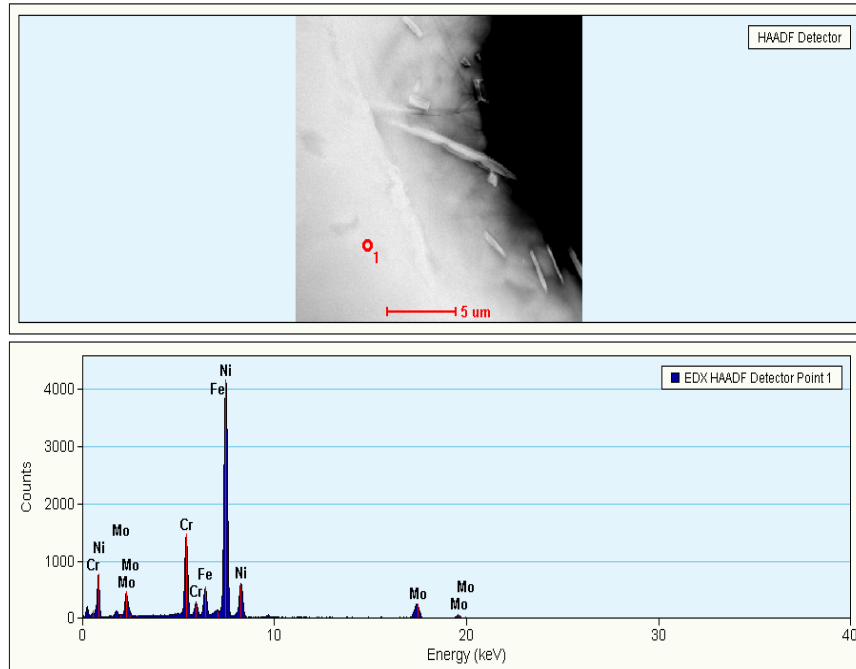 HAADF Detector
1
5 um
EDX HAADF Detector Point 1
Counts
4000
3000
2000
1000
0
Ni
Fe
Cr
Mo
Ni
Cr
Mo
Mo
Fe
Cr
Ni
Mo
Mo
Mo
0
10
20
30
40
Energy (keV)